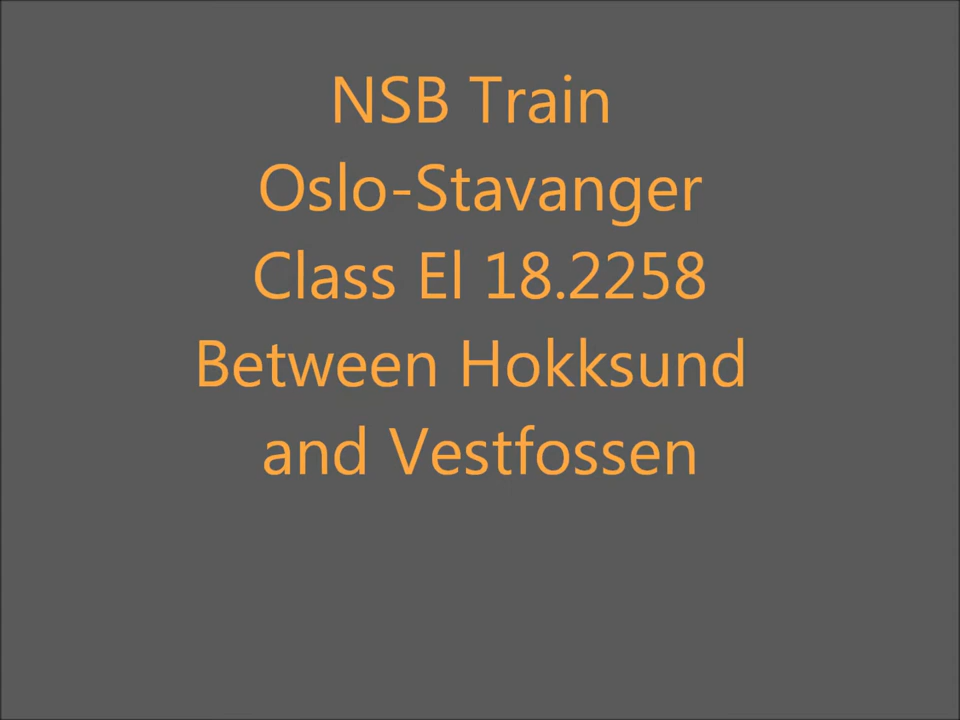 NSB Train
Oslo-Stavanger
Class El 18.2258
Between Hokksund
and Vestfossen